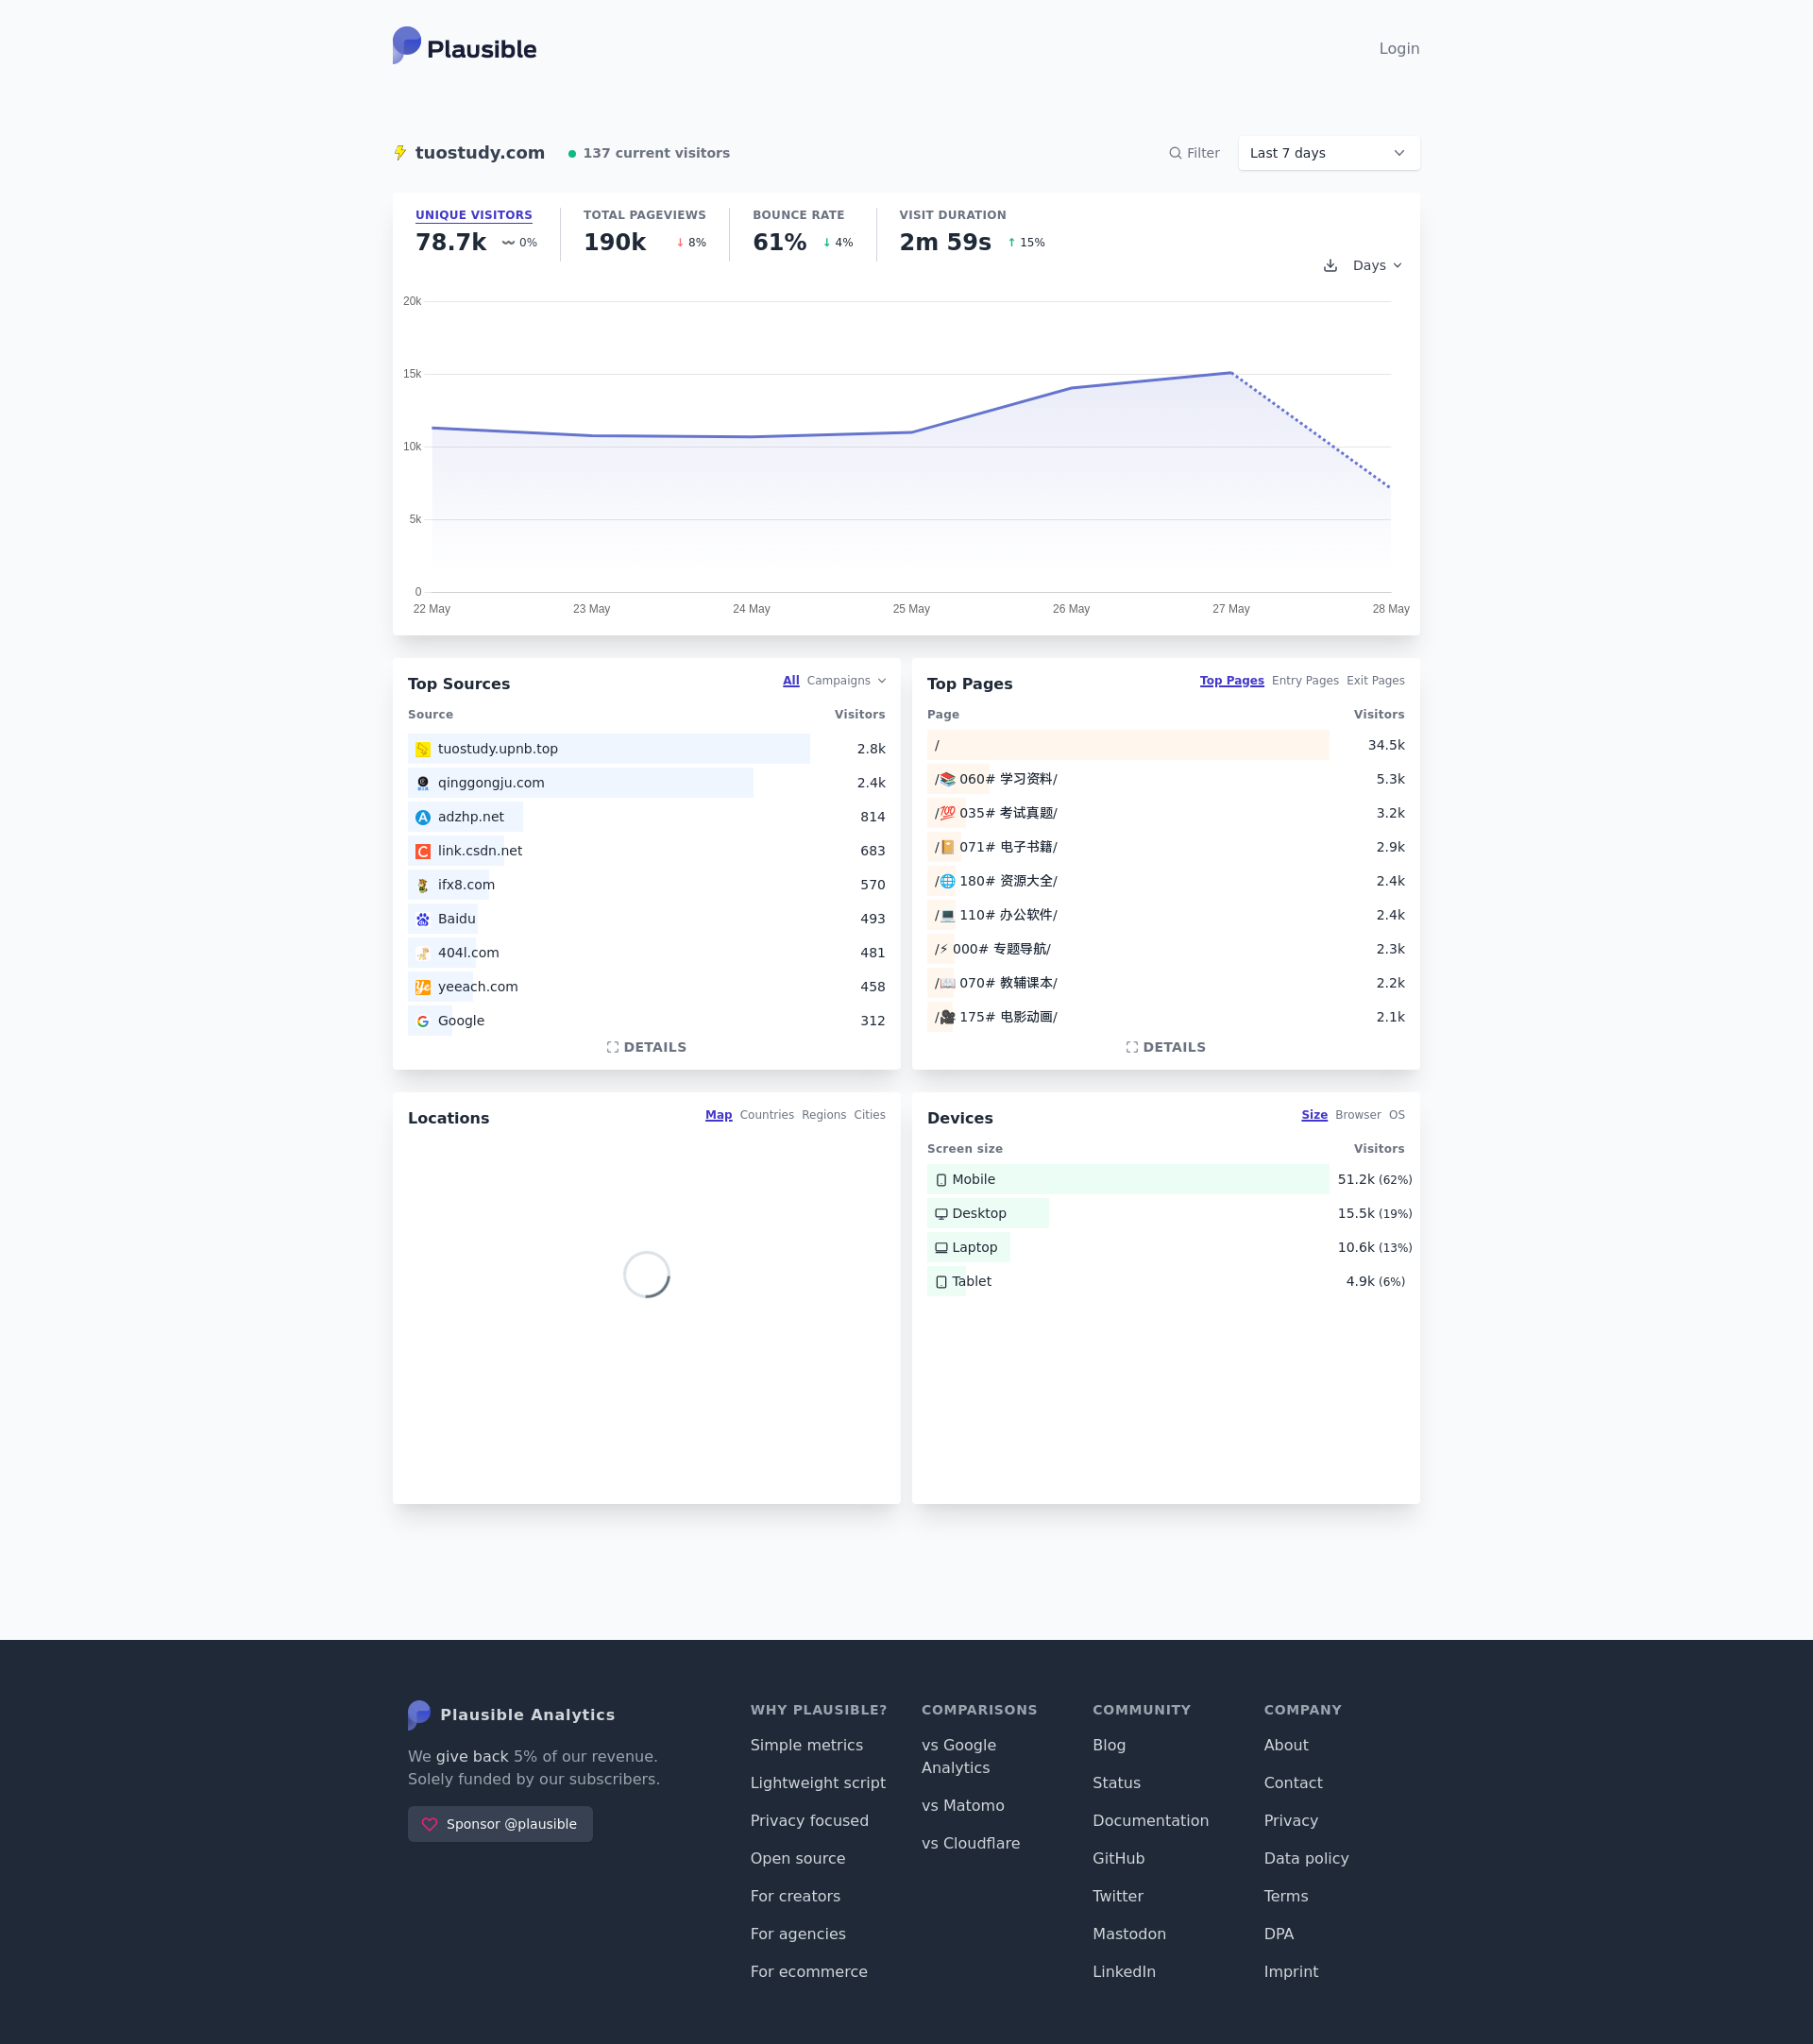 Plausible
Login
tuostudy.com
137 current visitors
Filter
Last 7 days
UNIQUE VISITORS
78.7k 0%
TOTAL PAGEVIEWS
190k ↓ 8%
BOUNCE RATE
61% ↓ 4%
VISIT DURATION
2m 59s ↑ 15%
Days
20k
15k
10k
5k
0
22 May
23 May
24 May
25 May
26 May
27 May
28 May
Top Sources
All Campaigns
Source Visitors
tuostudy.upnb.top 2.8k
qinggongju.com 2.4k
adzhp.net 814
link.csdn.net 683
ifx8.com 570
Baidu 493
404l.com 481
yeeach.com 458
Google 312
DETAILS
Top Pages
Top Pages Entry Pages Exit Pages
Page Visitors
/ 34.5k
/📚 060# 学习资料/ 5.3k
/💯 035# 考试真题/ 3.2k
/📔 071# 电子书籍/ 2.9k
/🌐 180# 资源大全/ 2.4k
/💻 110# 办公软件/ 2.4k
/⚡ 000# 专题导航/ 2.3k
/📖 070# 教辅课本/ 2.2k
/🎥 175# 电影动画/ 2.1k
DETAILS
Locations
Map Countries Regions Cities
Devices
Size Browser OS
Screen size Visitors
Mobile 51.2k (62%)
Desktop 15.5k (19%)
Laptop 10.6k (13%)
Tablet 4.9k (6%)
Plausible Analytics
We give back 5% of our revenue.
Solely funded by our subscribers.
Sponsor @plausible
WHY PLAUSIBLE?
Simple metrics
Lightweight script
Privacy focused
Open source
For creators
For agencies
For ecommerce
COMPARISONS
vs Google
Analytics
vs Matomo
vs Cloudflare
COMMUNITY
Blog
Status
Documentation
GitHub
Twitter
Mastodon
LinkedIn
COMPANY
About
Contact
Privacy
Data policy
Terms
DPA
Imprint